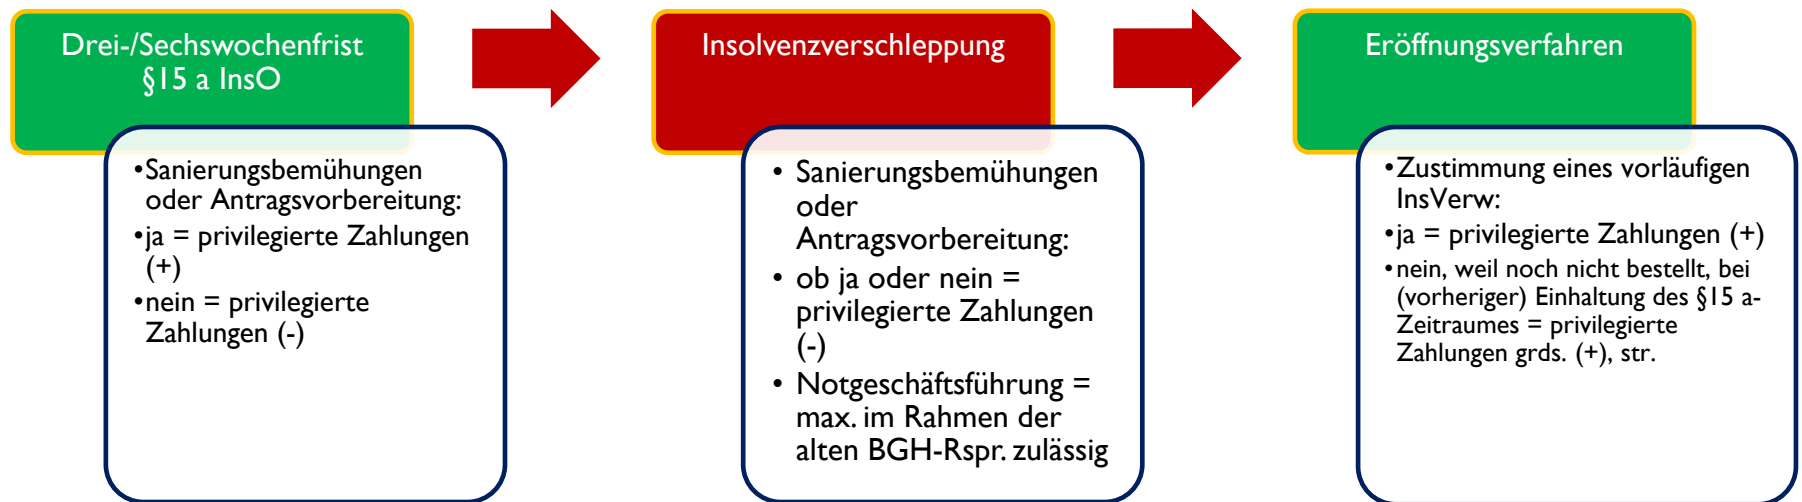 Drei-/Sechswochenfrist
§15 a InsO
•Sanierungsbemühungen
oder Antragsvorbereitung:
•ja = privilegierte Zahlungen
(+)
•nein = privilegierte
Zahlungen (-)
Insolvenzverschleppung
• Sanierungsbemühungen
oder
Antragsvorbereitung:
• ob ja oder nein =
privilegierte Zahlungen
(-)
• Notgeschäftsführung =
max. im Rahmen der
alten BGH-Rspr. zulässig
Eröffnungsverfahren
•Zustimmung eines vorläufigen
InsVerw:
•ja = privilegierte Zahlungen (+)
•nein, weil noch nicht bestellt, bei
(vorheriger) Einhaltung des §15 a-
Zeitraumes = privilegierte
Zahlungen grds. (+), str.